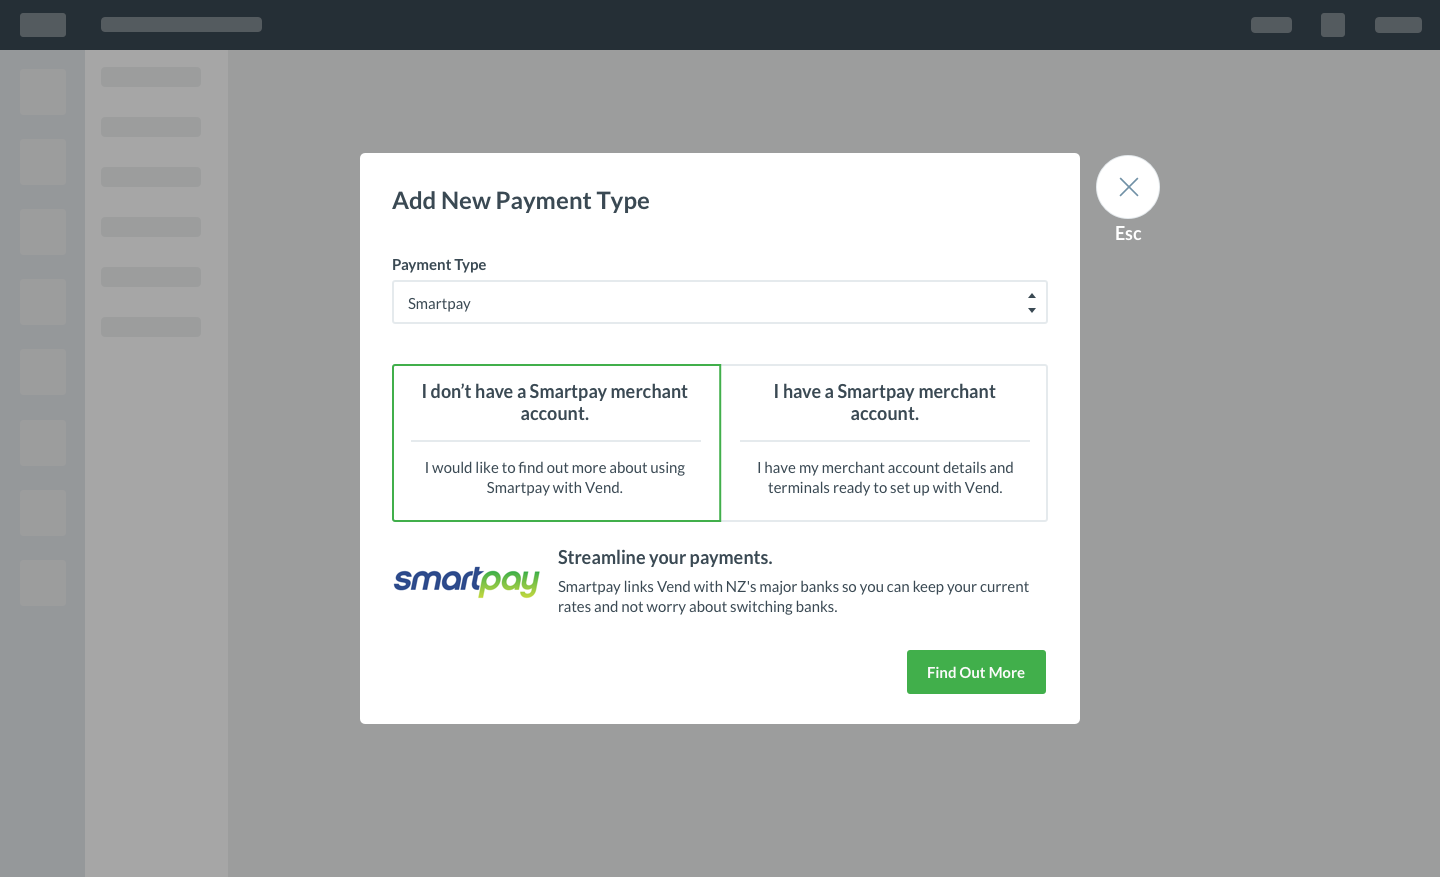 Add New Payment Type
Esc
Payment Type
Smartpay
I don’t have a Smartpay merchant
account.
I would like to find out more about using
Smartpay with Vend.
I have a Smartpay merchant
account.
I have my merchant account details and
terminals ready to set up with Vend.
smartpay
Streamline your payments.
Smartpay links Vend with NZ's major banks so you can keep your current
rates and not worry about switching banks.
Find Out More